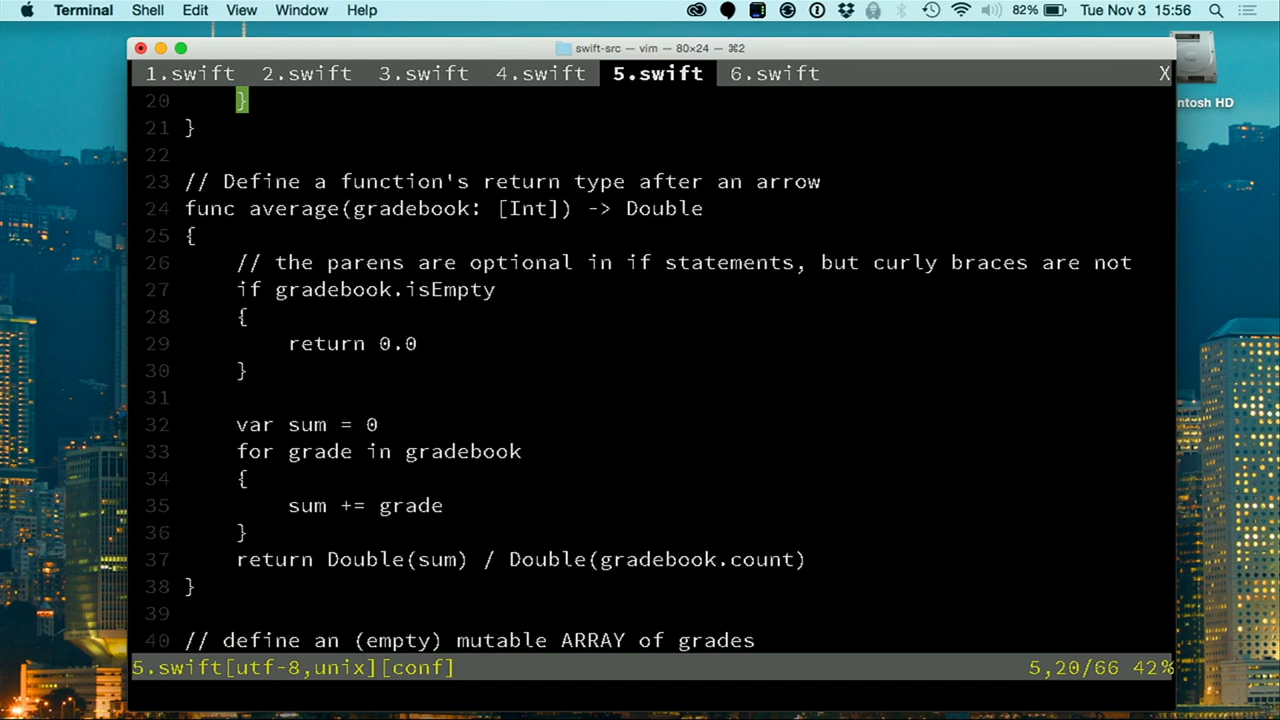 Terminal Shell Edit View Window Help 82% Tue Nov 3 15:56
swift-src — vim — 80×24 — ⌘2
1.swift 2.swift 3.swift 4.swift 5.swift 6.swift X
ntosh HD
20 }
21 }
22
23 // Define a function's return type after an arrow
24 func average(gradebook: [Int]) -> Double
25 {
26 // the parens are optional in if statements, but curly braces are not
27 if gradebook.isEmpty
28 {
29 return 0.0
30 }
31
32 var sum = 0
33 for grade in gradebook
34 {
35 sum += grade
36 }
37 return Double(sum) / Double(gradebook.count)
38 }
39
40 // define an (empty) mutable ARRAY of grades
5.swift[utf-8,unix][conf] 5,20/66 42%